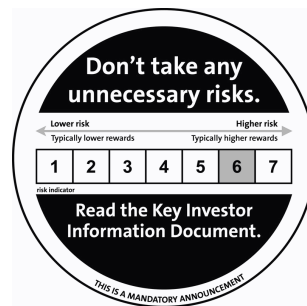 Don't take any
unnecessary risks.
Lower risk Higher risk
Typically lower rewards Typically higher rewards
1 2 3 4 5 6 7
risk indicator
Read the Key Investor
Information Document.
THIS IS A MANDATORY ANNOUNCEMENT